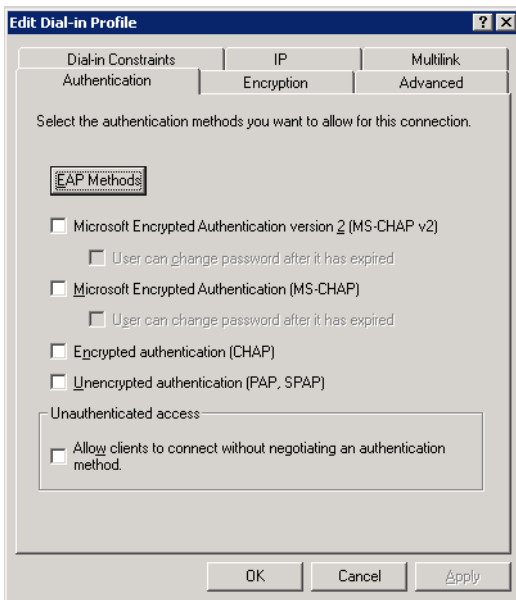 Edit Dial-in Profile
Dial-in Constraints IP Multilink
Authentication Encryption Advanced
Select the authentication methods you want to allow for this connection.
EAP Methods
Microsoft Encrypted Authentication version 2 (MS-CHAP v2)
User can change password after it has expired
Microsoft Encrypted Authentication (MS-CHAP)
User can change password after it has expired
Encrypted authentication (CHAP)
Unencrypted authentication (PAP, SPAP)
Unauthenticated access
Allow clients to connect without negotiating an authentication
method.
OK Cancel Apply